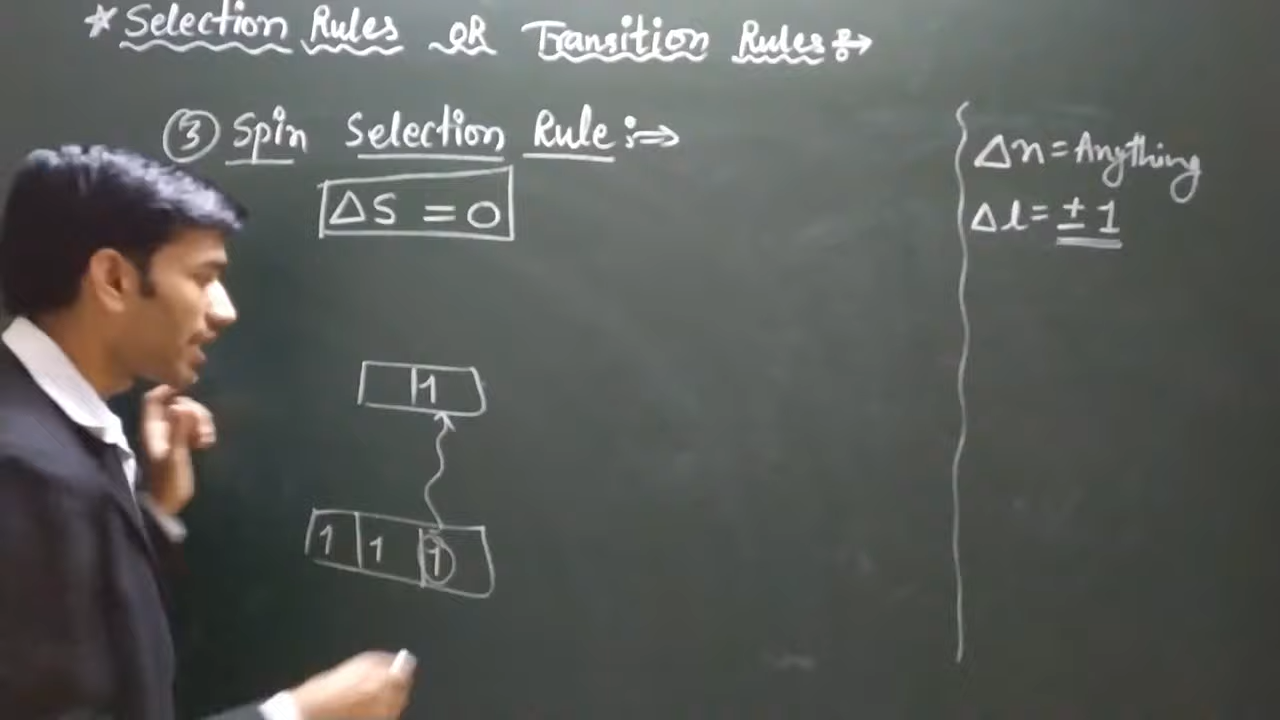 * Selection Rules OR Transition Rules :→
③ Spin Selection Rule :⇒
ΔS = 0
1
1 1 1
Δn = Anything
Δl = ± 1